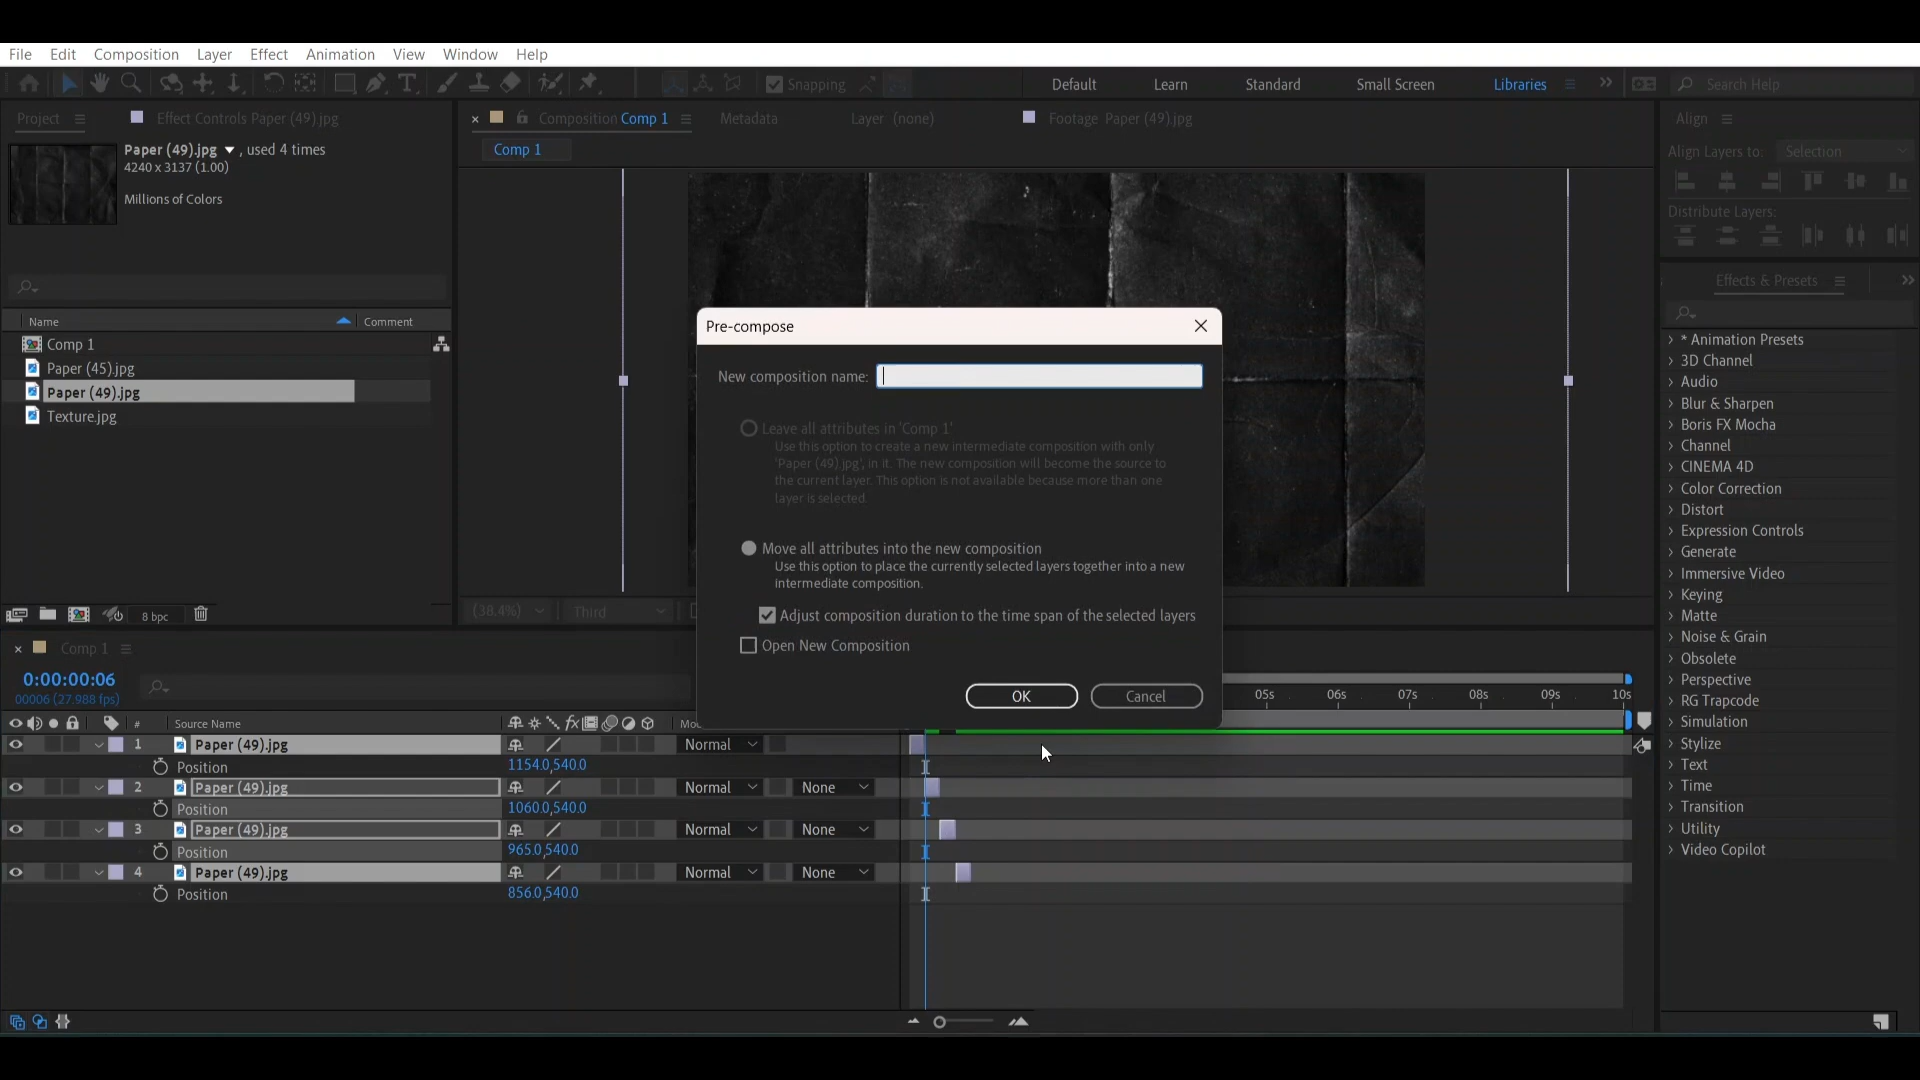 File Edit Composition Layer Effect Animation View Window Help
Snapping Default Learn Standard Small Screen Libraries Search Help
Project Effect Controls Paper (49).jpg
Composition Comp 1 Metadata Layer (none) Footage Paper (49).jpg
Align
Paper (49).jpg , used 4 times
4240 x 3137 (1.00)
Millions of Colors
Comp 1
Align Layers to: Selection
Distribute Layers:
Name Comment
Comp 1
Paper (45).jpg
Paper (49).jpg
Texture.jpg
8 bpc
(38.4%) Third
Pre-compose
New composition name:
Leave all attributes in 'Comp 1'
Use this option to create a new intermediate composition with only
'Paper (49).jpg', in it. The new composition will become the source to
the current layer. This option is not available because more than one
layer is selected.
Move all attributes into the new composition
Use this option to place the currently selected layers together into a new
intermediate composition.
Adjust composition duration to the time span of the selected layers
Open New Composition
OK Cancel
Effects & Presets
* Animation Presets
3D Channel
Audio
Blur & Sharpen
Boris FX Mocha
Channel
CINEMA 4D
Color Correction
Distort
Expression Controls
Generate
Immersive Video
Keying
Matte
Noise & Grain
Obsolete
Perspective
RG Trapcode
Simulation
Stylize
Text
Time
Transition
Utility
Video Copilot
Comp 1
0:00:00:06
00006 (27.988 fps)
05s 06s 07s 08s 09s 10s
# Source Name
1 Paper (49).jpg Normal
Position 1154.0,540.0
2 Paper (49).jpg Normal None
Position 1060.0,540.0
3 Paper (49).jpg Normal None
Position 965.0,540.0
4 Paper (49).jpg Normal None
Position 856.0,540.0